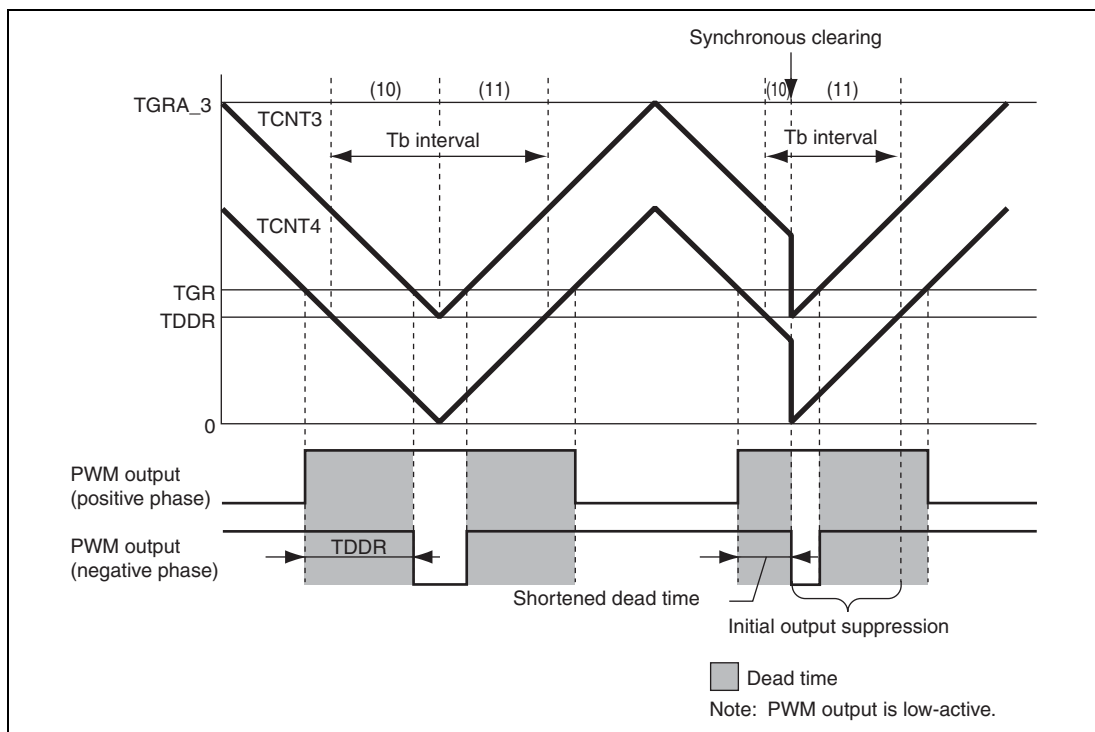 Synchronous clearing
(10)
(11)
(10)
(11)
TGRA_3
TCNT3
Tb interval
Tb interval
TCNT4
TGR
TDDR
0
PWM output
(positive phase)
PWM output
(negative phase)
TDDR
Shortened dead time
Initial output suppression
Dead time
Note: PWM output is low-active.